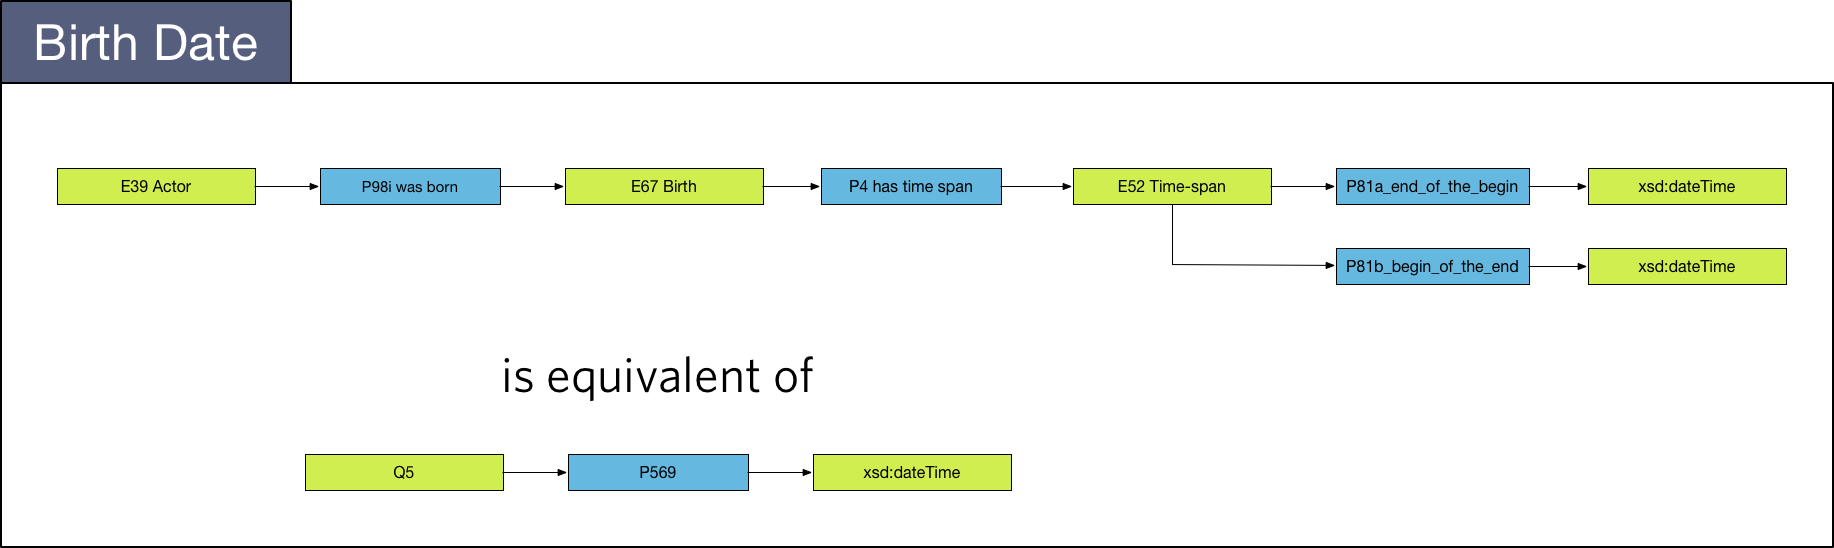 Birth Date
E39 Actor
P98i was born
E67 Birth
P4 has time span
E52 Time-span
P81a_end_of_the_begin
xsd:dateTime
P81b_begin_of_the_end
xsd:dateTime
is equivalent of
Q5
P569
xsd:dateTime